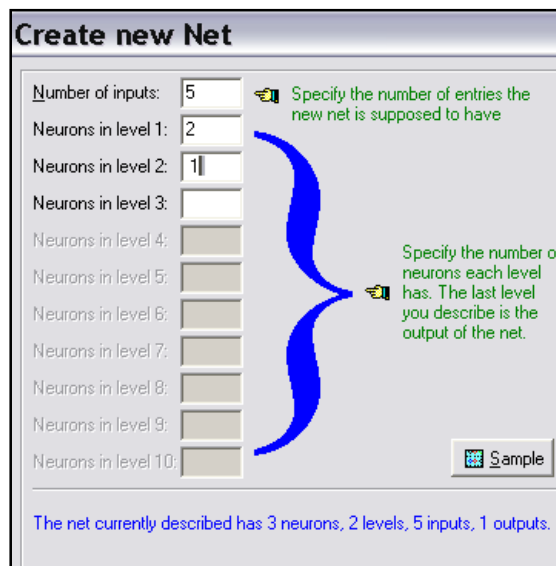 Create new Net
Number of inputs: 5
Specify the number of entries the
new net is supposed to have
Neurons in level 1: 2
Neurons in level 2: 1
Neurons in level 3:
Neurons in level 4:
Neurons in level 5:
Neurons in level 6:
Neurons in level 7:
Neurons in level 8:
Neurons in level 9:
Neurons in level 10:
Specify the number o
neurons each level
has. The last level
you describe is the
output of the net.
Sample
The net currently described has 3 neurons, 2 levels, 5 inputs, 1 outputs.